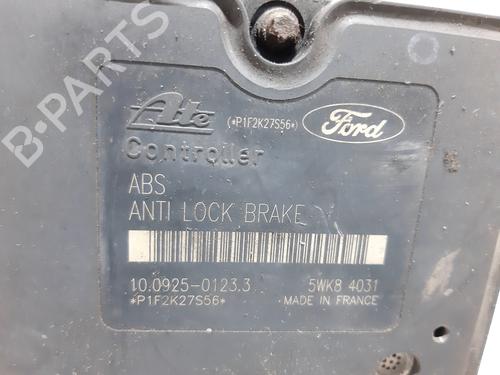 B-PARTS
Ate
(*P1F2K27S56*)
Ford
Controller
ABS
ANTI LOCK BRAKE
10.0925-0123.3
5WK8 4031
*P1F2K27S56*
MADE IN FRANCE